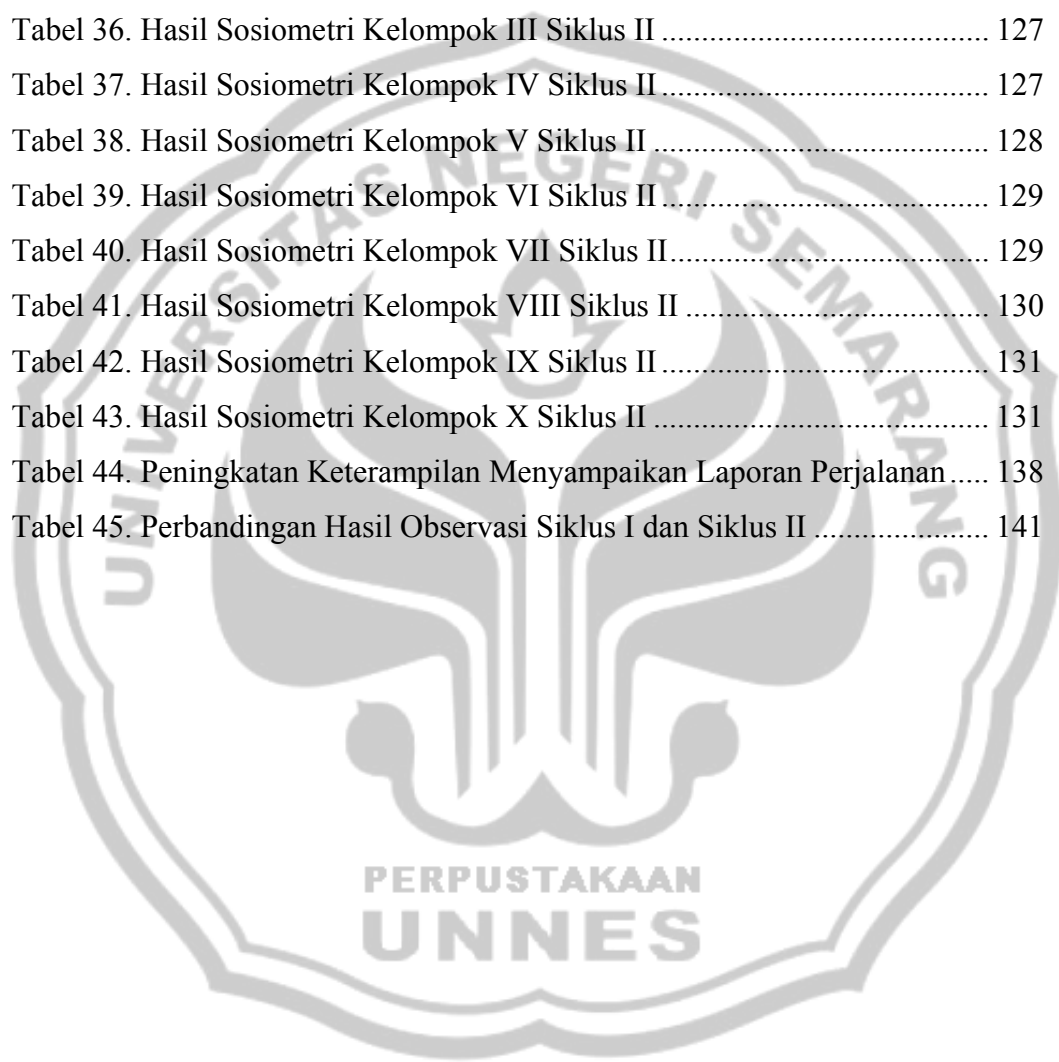 Tabel 36. Hasil Sosiometri Kelompok III Siklus II ....................................... 127
Tabel 37. Hasil Sosiometri Kelompok IV Siklus II ....................................... 127
Tabel 38. Hasil Sosiometri Kelompok V Siklus II ........................................ 128
Tabel 39. Hasil Sosiometri Kelompok VI Siklus II ....................................... 129
Tabel 40. Hasil Sosiometri Kelompok VII Siklus II ...................................... 129
Tabel 41. Hasil Sosiometri Kelompok VIII Siklus II .................................... 130
Tabel 42. Hasil Sosiometri Kelompok IX Siklus II ....................................... 131
Tabel 43. Hasil Sosiometri Kelompok X Siklus II ........................................ 131
Tabel 44. Peningkatan Keterampilan Menyampaikan Laporan Perjalanan ..... 138
Tabel 45. Perbandingan Hasil Observasi Siklus I dan Siklus II ..................... 141
UNIVERSITAS NEGERI SEMARANG
PERPUSTAKAAN
UNNES